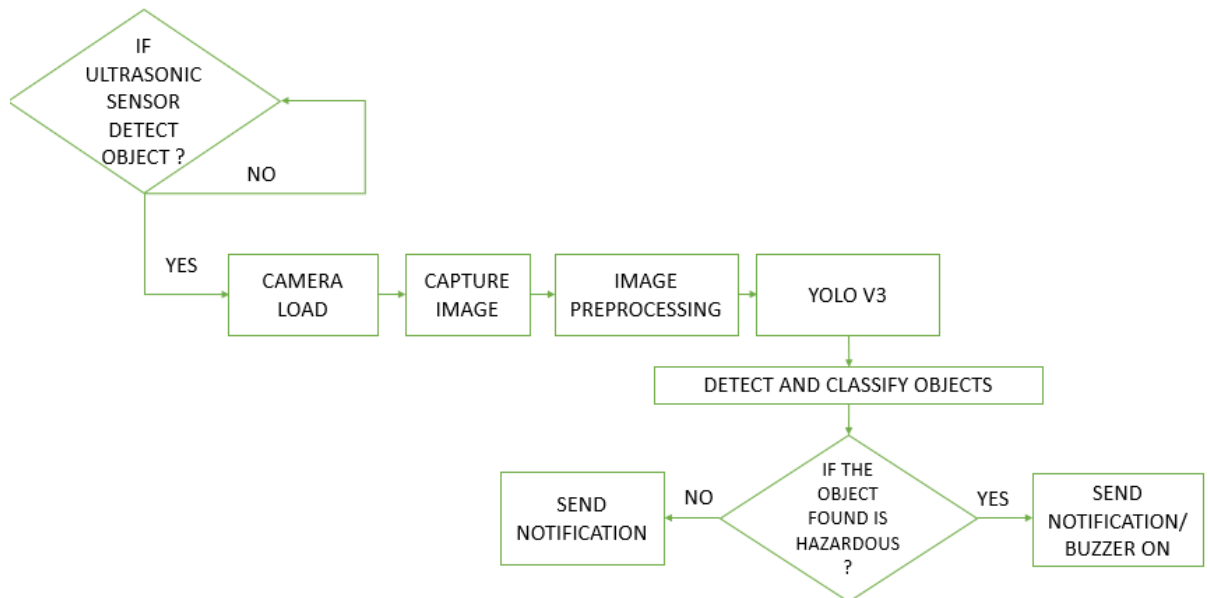 IF
ULTRASONIC
SENSOR
DETECT
OBJECT ?
NO
YES
CAMERA
LOAD
CAPTURE
IMAGE
IMAGE
PREPROCESSING
YOLO V3
DETECT AND CLASSIFY OBJECTS
IF THE
OBJECT
FOUND IS
HAZARDOUS
?
NO
SEND
NOTIFICATION
YES
SEND
NOTIFICATION/
BUZZER ON